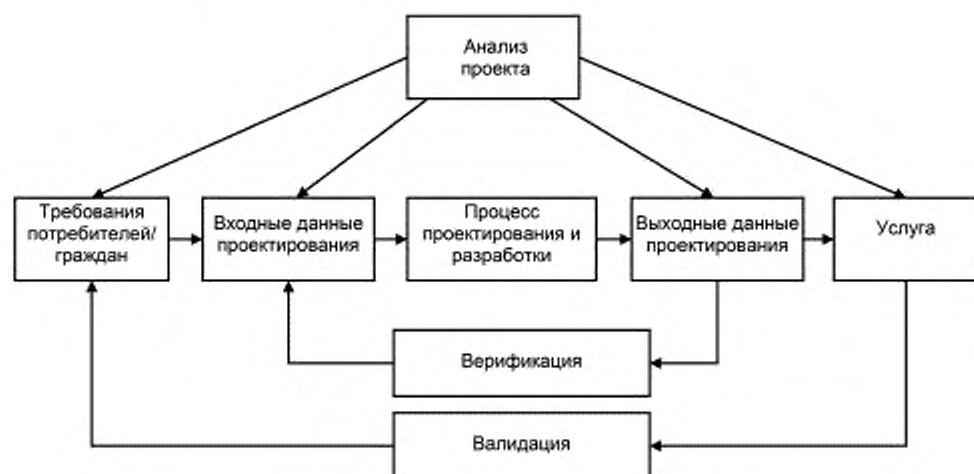 Анализ
проекта
Требования
потребителей/
граждан
Входные данные
проектирования
Процесс
проектирования и
разработки
Выходные данные
проектирования
Услуга
Верификация
Валидация